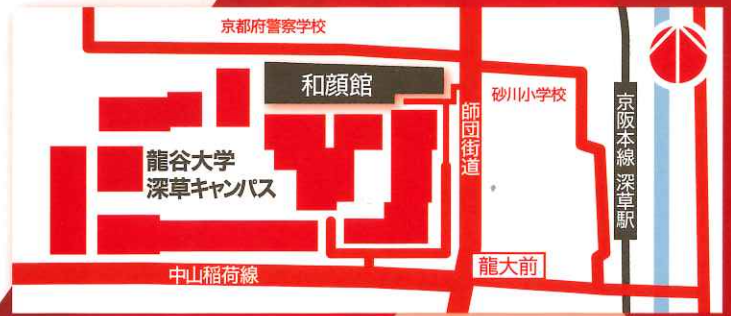 京都府警察学校
和顔館
砂川小学校
師団街道
京阪本線 深草駅
龍谷大学
深草キャンパス
中山稲荷線
龍大前